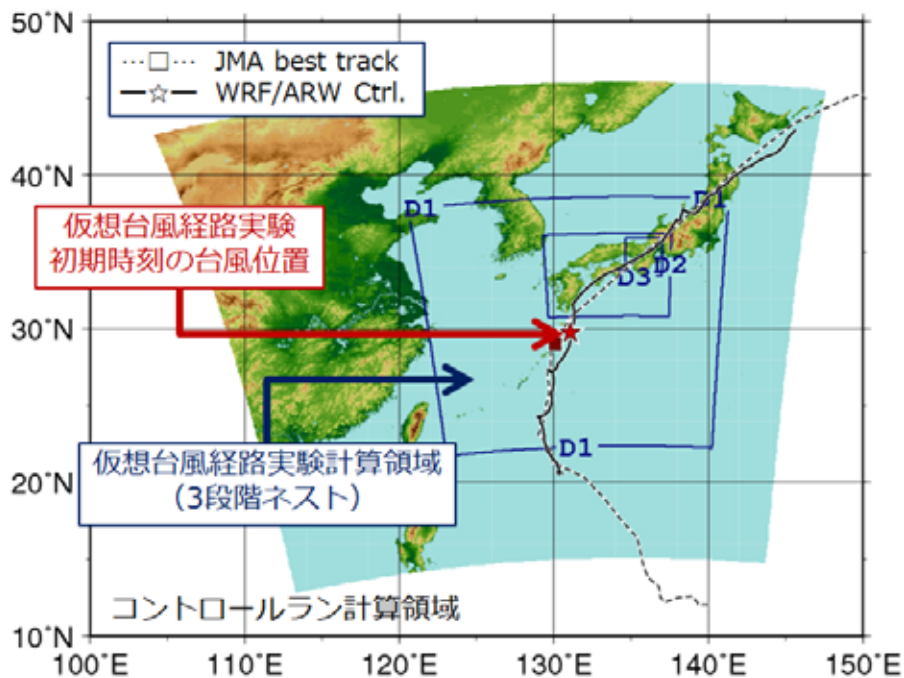 50°N
JMA best track
WRF/ARW Ctrl.
40°N
D1
D1
仮想台風経路実験
初期時刻の台風位置
D2
D3
30°N
仮想台風経路実験計算領域
（3段階ネスト）
D1
20°N
コントロールラン計算領域
10°N
100°E
110°E
120°E
130°E
140°E
150°E